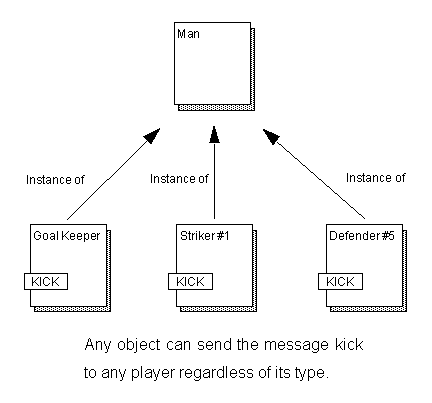 Man
Instance of
Instance of
Instance of
Goal Keeper
Striker #1
Defender #5
KICK
KICK
KICK
Any object can send the message kick
to any player regardless of its type.